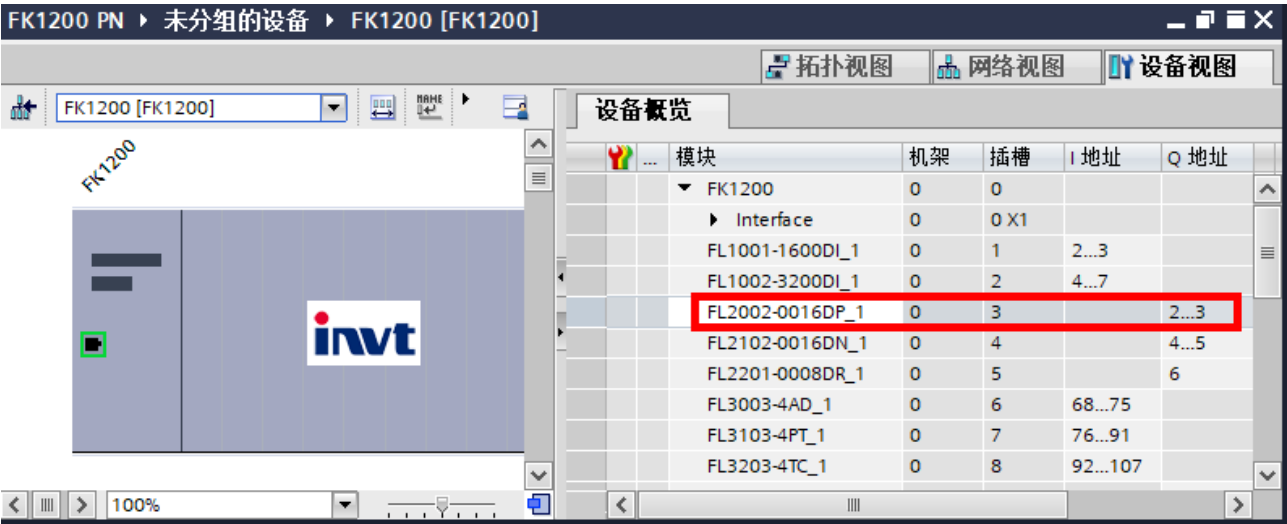 FK1200 PN ▸ 未分组的设备 ▸ FK1200 [FK1200]
拓扑视图 网络视图 设备视图
FK1200 [FK1200]
NAME
设备概览
FK1200
invt
... 模块 机架 插槽 I 地址 Q 地址
FK1200 0 0
Interface 0 0 X1
FL1001-1600DI_1 0 1 2...3
FL1002-3200DI_1 0 2 4...7
FL2002-0016DP_1 0 3 2...3
FL2102-0016DN_1 0 4 4...5
FL2201-0008DR_1 0 5 6
FL3003-4AD_1 0 6 68...75
FL3103-4PT_1 0 7 76...91
FL3203-4TC_1 0 8 92...107
100%